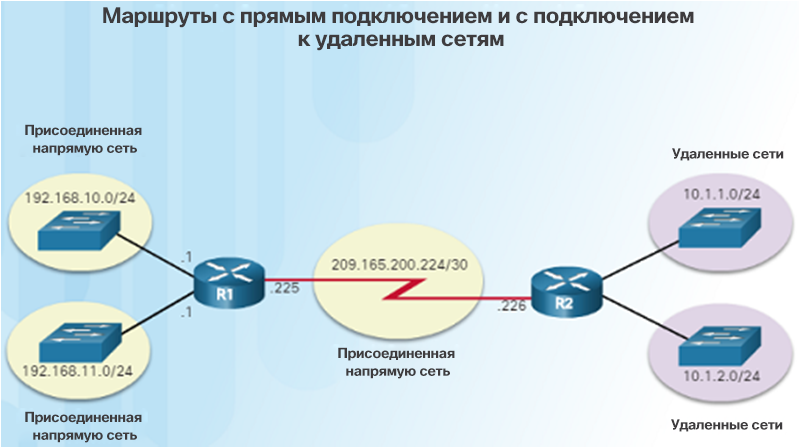 Маршруты с прямым подключением и с подключением
к удаленным сетям
Присоединенная
напрямую сеть
192.168.10.0/24
.1
R1
.1
192.168.11.0/24
Присоединенная
напрямую сеть
.225
209.165.200.224/30
Присоединенная
напрямую сеть
.226
R2
Удаленные сети
10.1.1.0/24
10.1.2.0/24
Удаленные сети